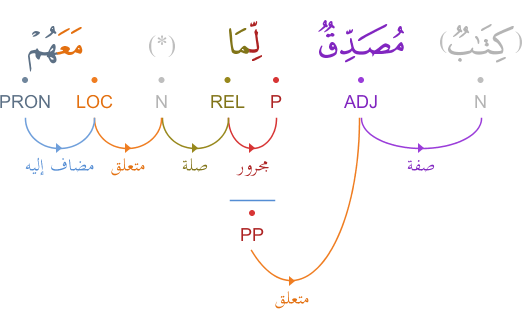 (كِتَٰبٌ) مُصَدِّقٌ لِّمَا (*) مَعَهُمْ
N ADJ P REL N LOC PRON
صفة مجرور صلة متعلق مضاف إليه
PP
متعلق